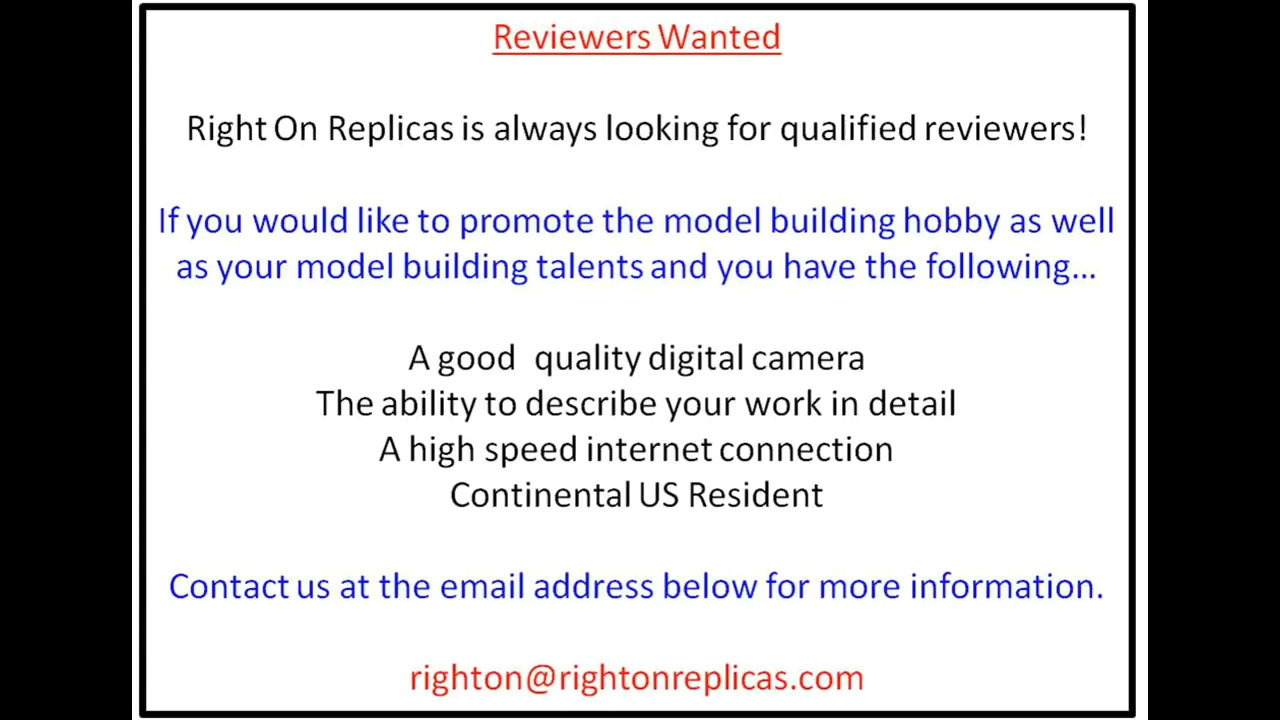 Reviewers Wanted
Right On Replicas is always looking for qualified reviewers!
If you would like to promote the model building hobby as well
as your model building talents and you have the following...
A good  quality digital camera
The ability to describe your work in detail
A high speed internet connection
Continental US Resident
Contact us at the email address below for more information.
righton@rightonreplicas.com